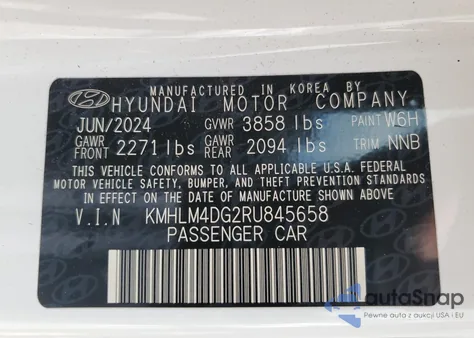 MANUFACTURED IN KOREA BY
HYUNDAI MOTOR COMPANY
JUN/2024 GVWR 3858 lbs PAINT W6H
GAWR FRONT 2271 lbs GAWR REAR 2094 lbs TRIM NNB
THIS VEHICLE CONFORMS TO ALL APPLICABLE U.S.A. FEDERAL
MOTOR VEHICLE SAFETY, BUMPER, AND THEFT PREVENTION STANDARDS
IN EFFECT ON THE DATE OF MANUFACTURE SHOWN ABOVE.
V.I.N KMHLM4DG2RU845658
PASSENGER CAR
autoSnap
Pewne auta z aukcji USA i EU